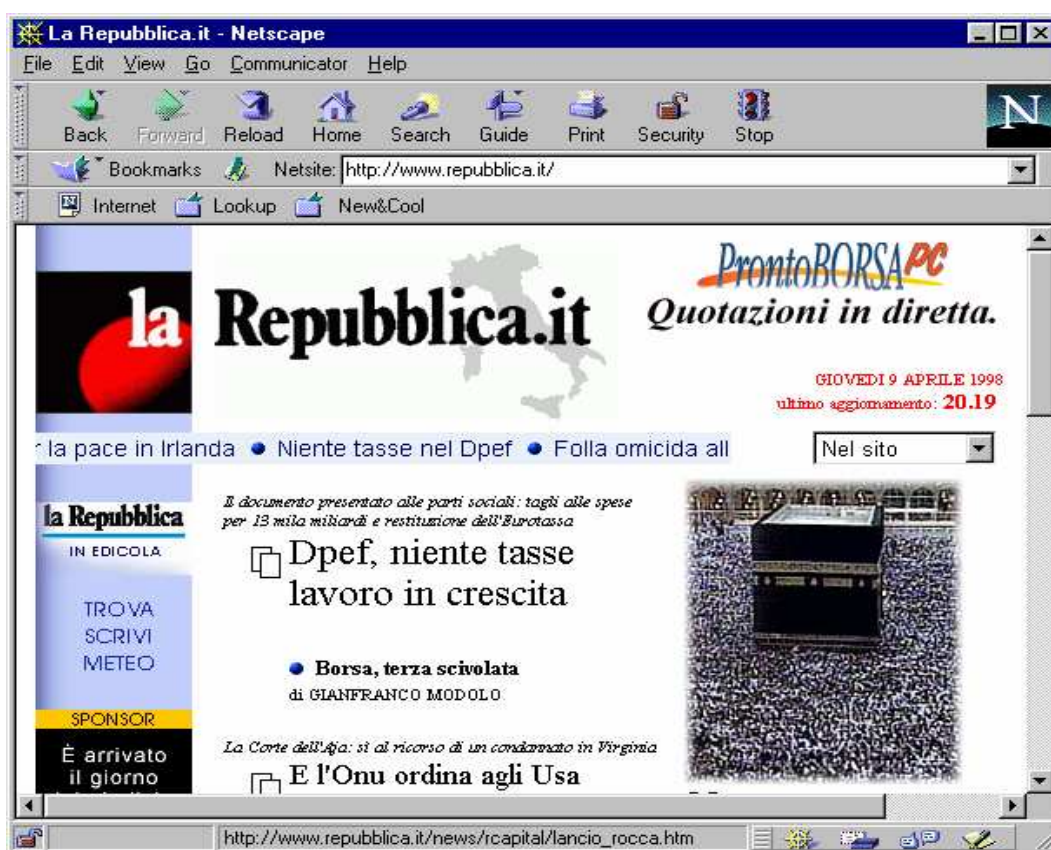 La Repubblica.it - Netscape
File Edit View Go Communicator Help
Back Forward Reload Home Search Guide Print Security Stop
N
Bookmarks Netsite: http://www.repubblica.it/
Internet Lookup New&Cool
la
Repubblica.it
ProntoBORSA PC
Quotazioni in diretta.
GIOVEDI 9 APRILE 1998
ultimo aggiornamento: 20.19
r la pace in Irlanda • Niente tasse nel Dpef • Folla omicida all
Nel sito
la Repubblica
IN EDICOLA
TROVA
SCRIVI
METEO
SPONSOR
È arrivato
il giorno
Il documento presentato alle parti sociali: tagli alle spese
per 13 mila miliardi e restituzione dell'Eurotassa
Dpef, niente tasse
lavoro in crescita
Borsa, terza scivolata
di GIANFRANCO MODOLO
La Corte dell'Aja: sì al ricorso di un condannato in Virginia
E l'Onu ordina agli Usa
http://www.repubblica.it/news/rcapital/lancio_rocca.htm